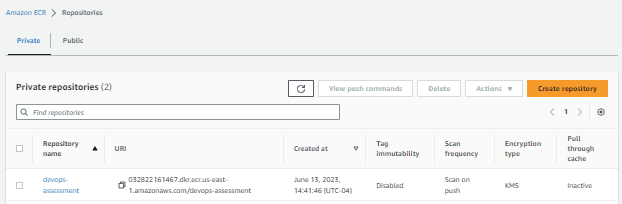 Amazon ECR > Repositories
Private
Public
Private repositories (2)
View push commands
Delete
Actions
Create repository
Find repositories
1
Repository name
URI
Created at
Tag immutability
Scan frequency
Encryption type
Pull through cache
devops-assessment
032822161467.dkr.ecr.us-east-1.amazonaws.com/devops-assessment
June 13, 2023, 14:41:46 (UTC-04)
Disabled
Scan on push
KMS
Inactive